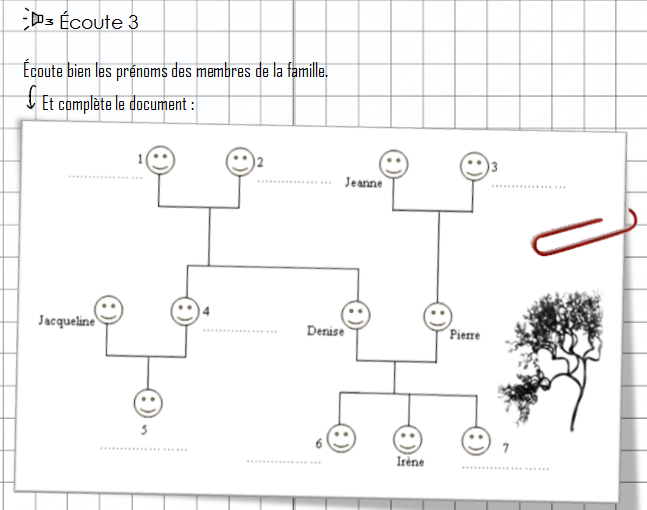 Écoute 3
Écoute bien les prénoms des membres de la famille.
Et complète le document :
1 2 3
.................. .................. ..................
Jeanne
Jacqueline 4 Denise Pierre
..................
5 6 Irène 7
.................. .................. ..................